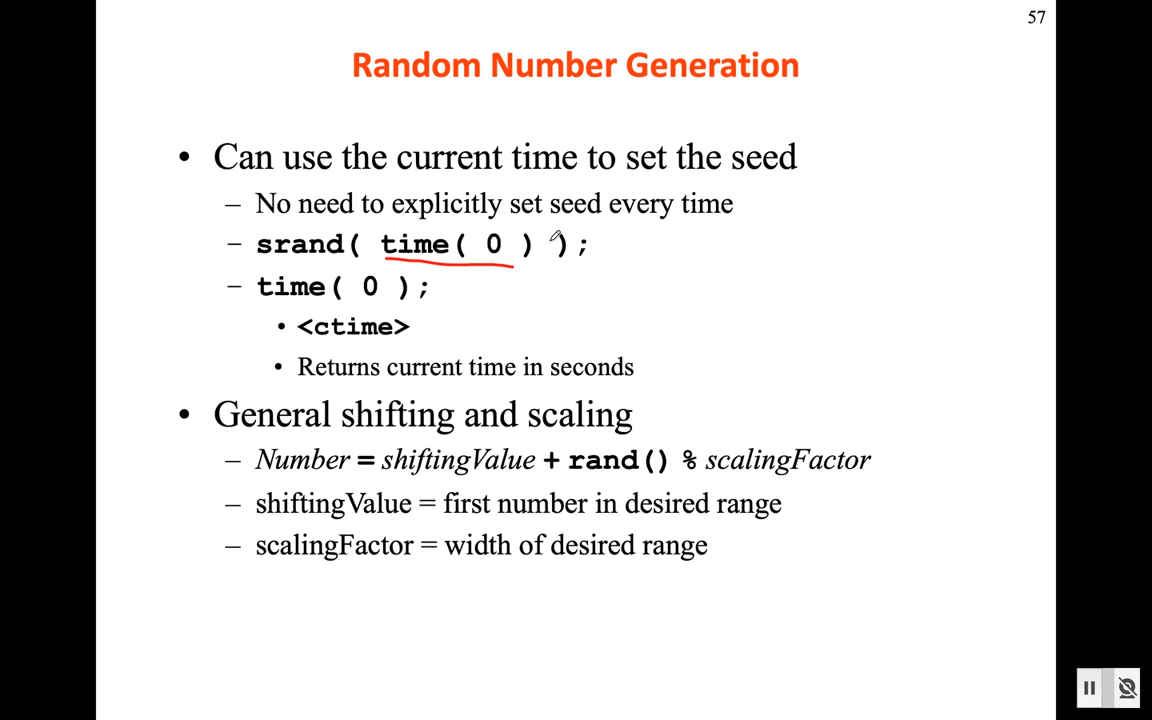 57
Random Number Generation
• Can use the current time to set the seed
– No need to explicitly set seed every time
– srand( time( 0 ) );
– time( 0 );
• <ctime>
• Returns current time in seconds
• General shifting and scaling
– Number = shiftingValue + rand() % scalingFactor
– shiftingValue = first number in desired range
– scalingFactor = width of desired range